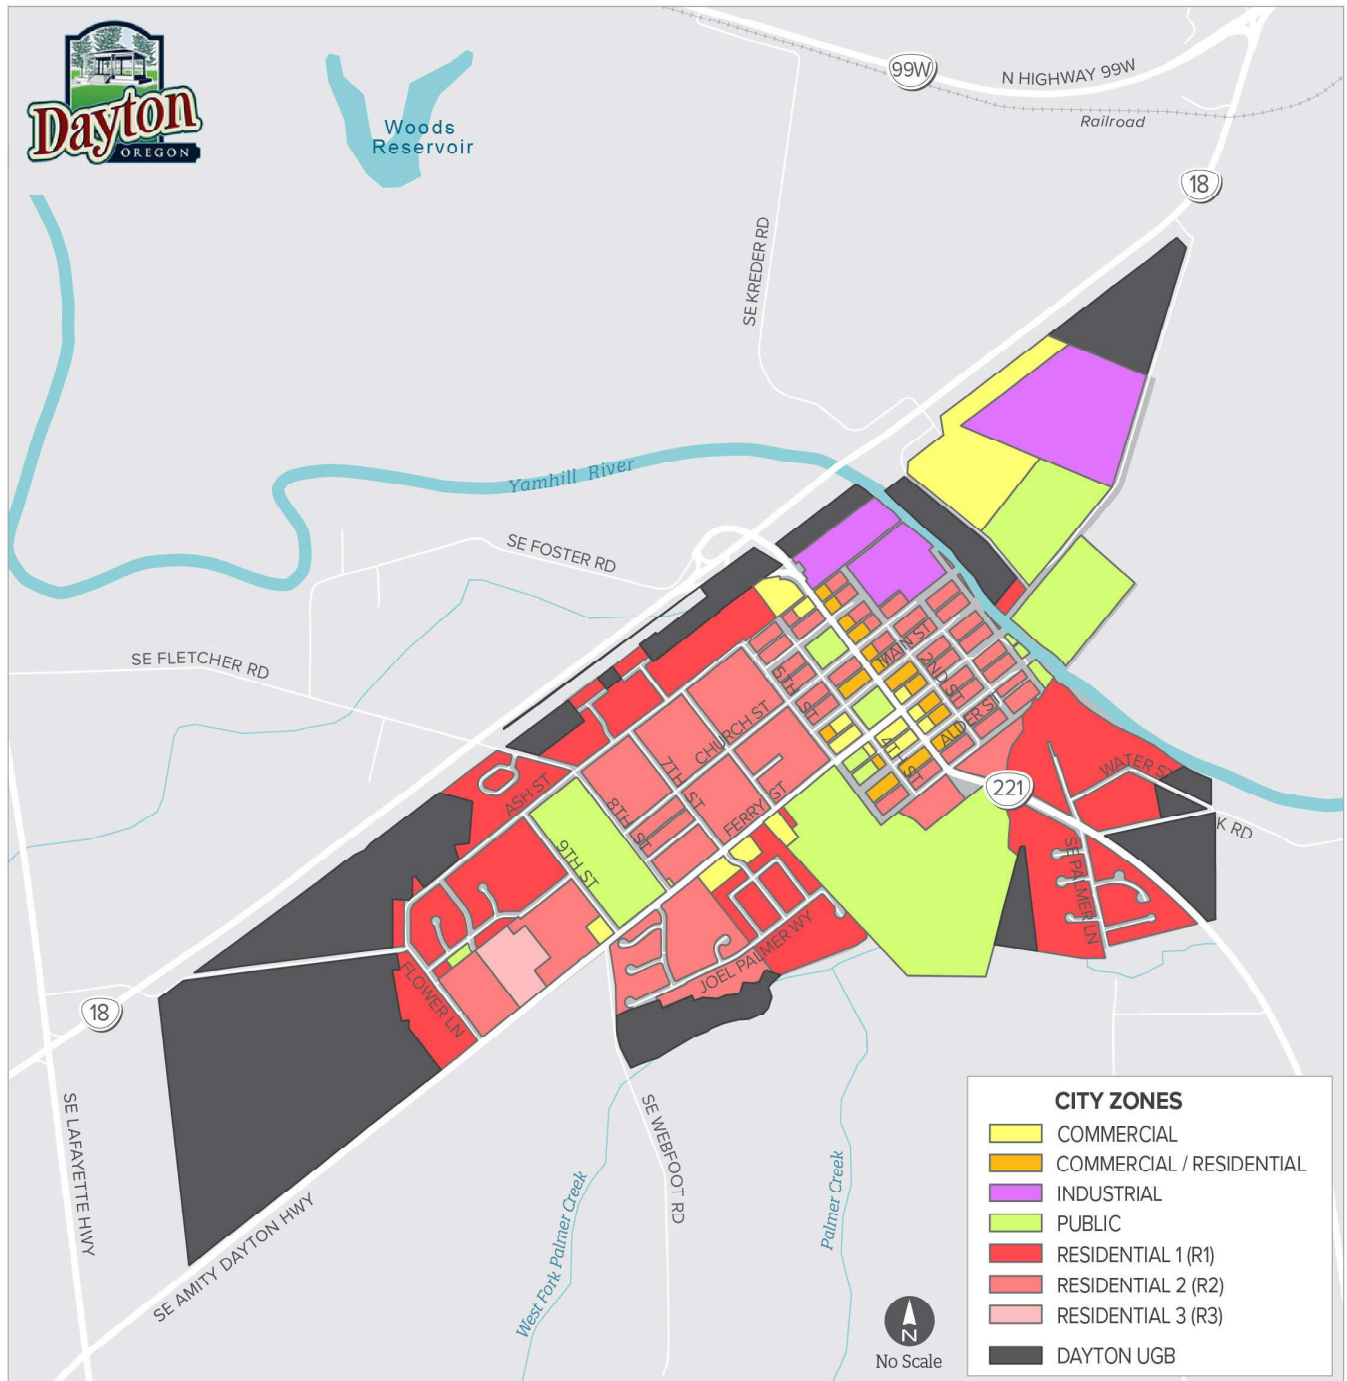 Dayton
OREGON
Woods
Reservoir
99W
N HIGHWAY 99W
Railroad
18
SE KREDER RD
Yamhill River
SE FOSTER RD
SE FLETCHER RD
MAIN ST
2ND ST
5TH ST
ALDER ST
4TH ST
CHURCH ST
7TH ST
FERRY ST
8TH ST
ASH ST
9TH ST
221
WATER ST
K RD
SE PALMER LN
JOEL PALMER WY
FLOWER LN
18
SE LAFAYETTE HWY
SE AMITY DAYTON HWY
SE WEBFOOT RD
West Fork Palmer Creek
Palmer Creek
N
No Scale
CITY ZONES
COMMERCIAL
COMMERCIAL / RESIDENTIAL
INDUSTRIAL
PUBLIC
RESIDENTIAL 1 (R1)
RESIDENTIAL 2 (R2)
RESIDENTIAL 3 (R3)
DAYTON UGB